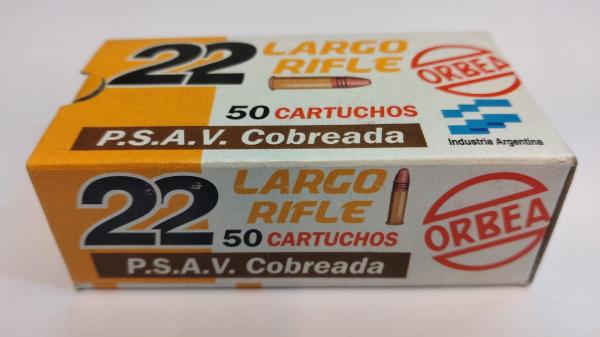 22 LARGO
RIFLE
50 CARTUCHOS
P.S.A.V. Cobreada
ORBEA
Industria Argentina
22 LARGO
RIFLE
50 CARTUCHOS
P.S.A.V. Cobreada
ORBEA